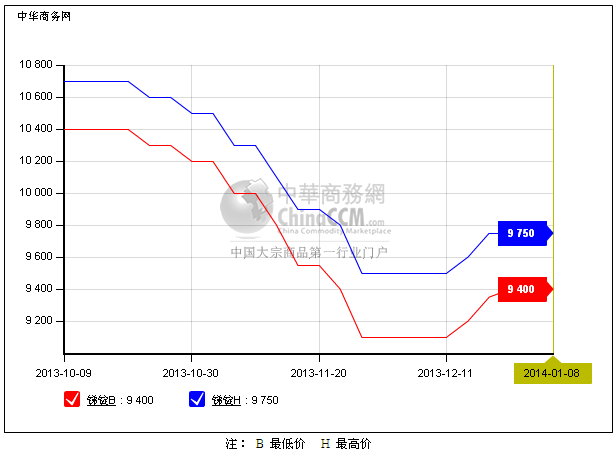 中华商务网
10 800
10 600
10 400
10 200
10 000
9 800
9 600
9 400
9 200
中華商務網
ChinaCCM.com
China Commodity Marketplace
中国大宗商品第一行业门户
9 750
9 400
2013-10-09
2013-10-30
2013-11-20
2013-12-11
2014-01-08
锑锭B : 9 400
锑锭H : 9 750
注： B 最低价 H 最高价